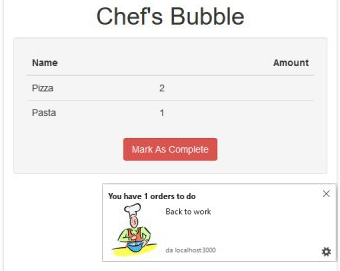 Chef's Bubble
Name Amount
Pizza 2
Pasta 1
Mark As Complete
You have 1 orders to do
Back to work
da localhost:3000